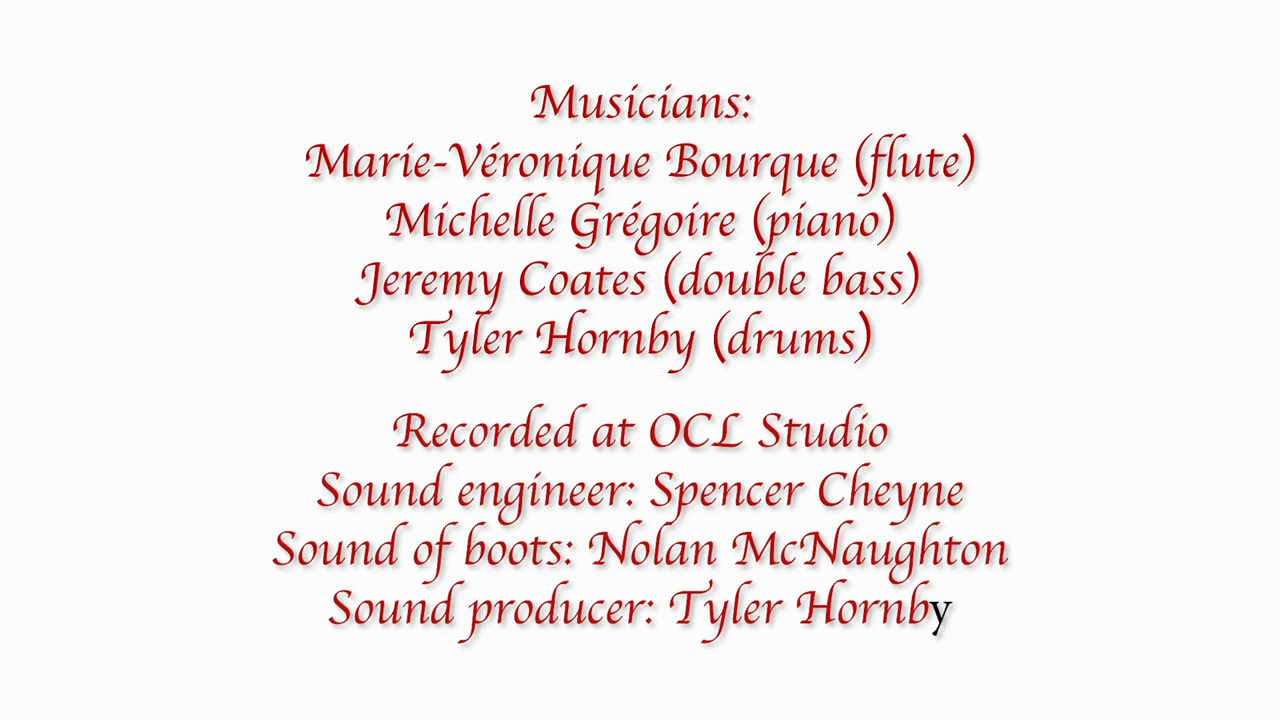 Musicians:
Marie-Véronique Bourque (flute)
Michelle Grégoire (piano)
Jeremy Coates (double bass)
Tyler Hornby (drums)
Recorded at OCL Studio
Sound engineer: Spencer Cheyne
Sound of boots: Nolan McNaughton
Sound producer: Tyler Hornby